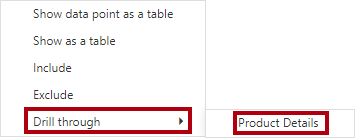 Show data point as a table
Show as a table
Include
Exclude
Drill through
Product Details